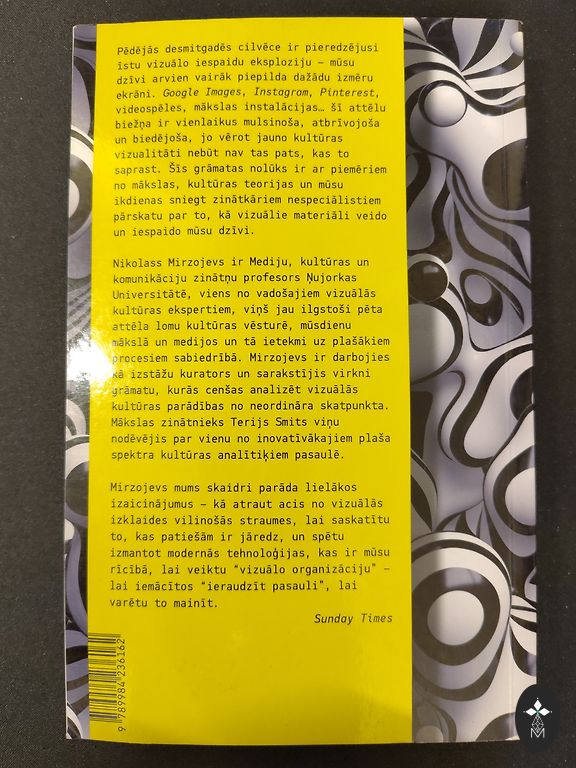 Pēdējās desmitgadēs cilvēce ir pieredzējusi
īstu vizuālo iespaidu eksploziju – mūsu
dzīvi arvien vairāk piepilda dažādu izmēru
ekrāni. Google Images, Instagram, Pinterest,
videospēles, mākslas instalācijas… šī attēlu
biežņa ir vienlaikus mulsinoša, atbrīvojoša
un biedējoša, jo vērot jauno kultūras
vizualitāti nebūt nav tas pats, kas to
saprast. Šīs grāmatas nolūks ir ar piemēriem
no mākslas, kultūras teorijas un mūsu
ikdienas sniegt zinātkāriem nespeciālistiem
pārskatu par to, kā vizuālie materiāli veido
un iespaido mūsu dzīvi.
Nikolass Mirzojevs ir Mediju, kultūras un
komunikāciju zinātņu profesors Ņujorkas
Universitātē, viens no vadošajiem vizuālās
kultūras ekspertiem, viņš jau ilgstoši pēta
attēla lomu kultūras vēsturē, mūsdienu
mākslā un medijos un tā ietekmi uz plašākiem
procesiem sabiedrībā. Mirzojevs ir darbojies
kā izstāžu kurators un sarakstījis virkni
grāmatu, kurās cenšas analizēt vizuālās
kultūras parādības no neordināra skatpunkta.
Mākslas zinātnieks Terijs Smits viņu
nodēvējis par vienu no inovatīvākajiem plaša
spektra kultūras analītiķiem pasaulē.
Mirzojevs mums skaidri parāda lielākos
izaicinājumus – kā atraut acis no vizuālās
izklaides vilinošās straumes, lai saskatītu
to, kas patiešām ir jāredz, un spētu
izmantot modernās tehnoloģijas, kas ir mūsu
rīcībā, lai veiktu “vizuālo organizāciju” –
lai iemācītos “ieraudzīt pasauli”, lai
varētu to mainīt.
Sunday Times
9 789984 236162
M